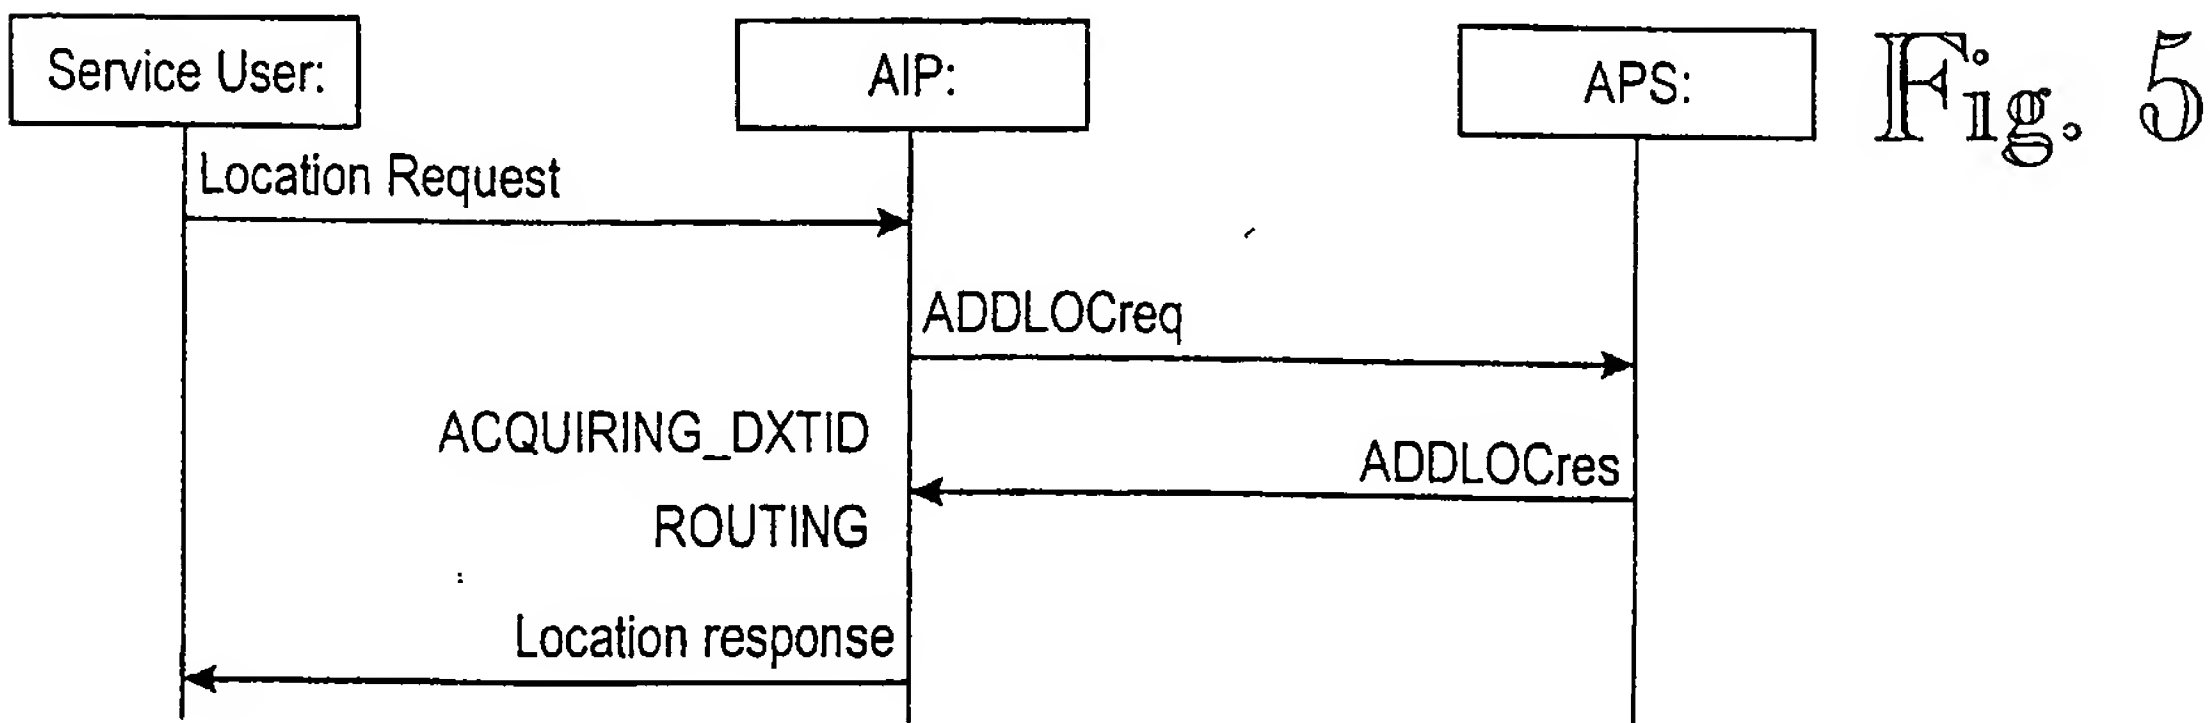 Service User:
AIP:
APS:
Fig. 5
Location Request
ADDLOCreq
ACQUIRING_DXTID
ADDLOCres
ROUTING
Location response